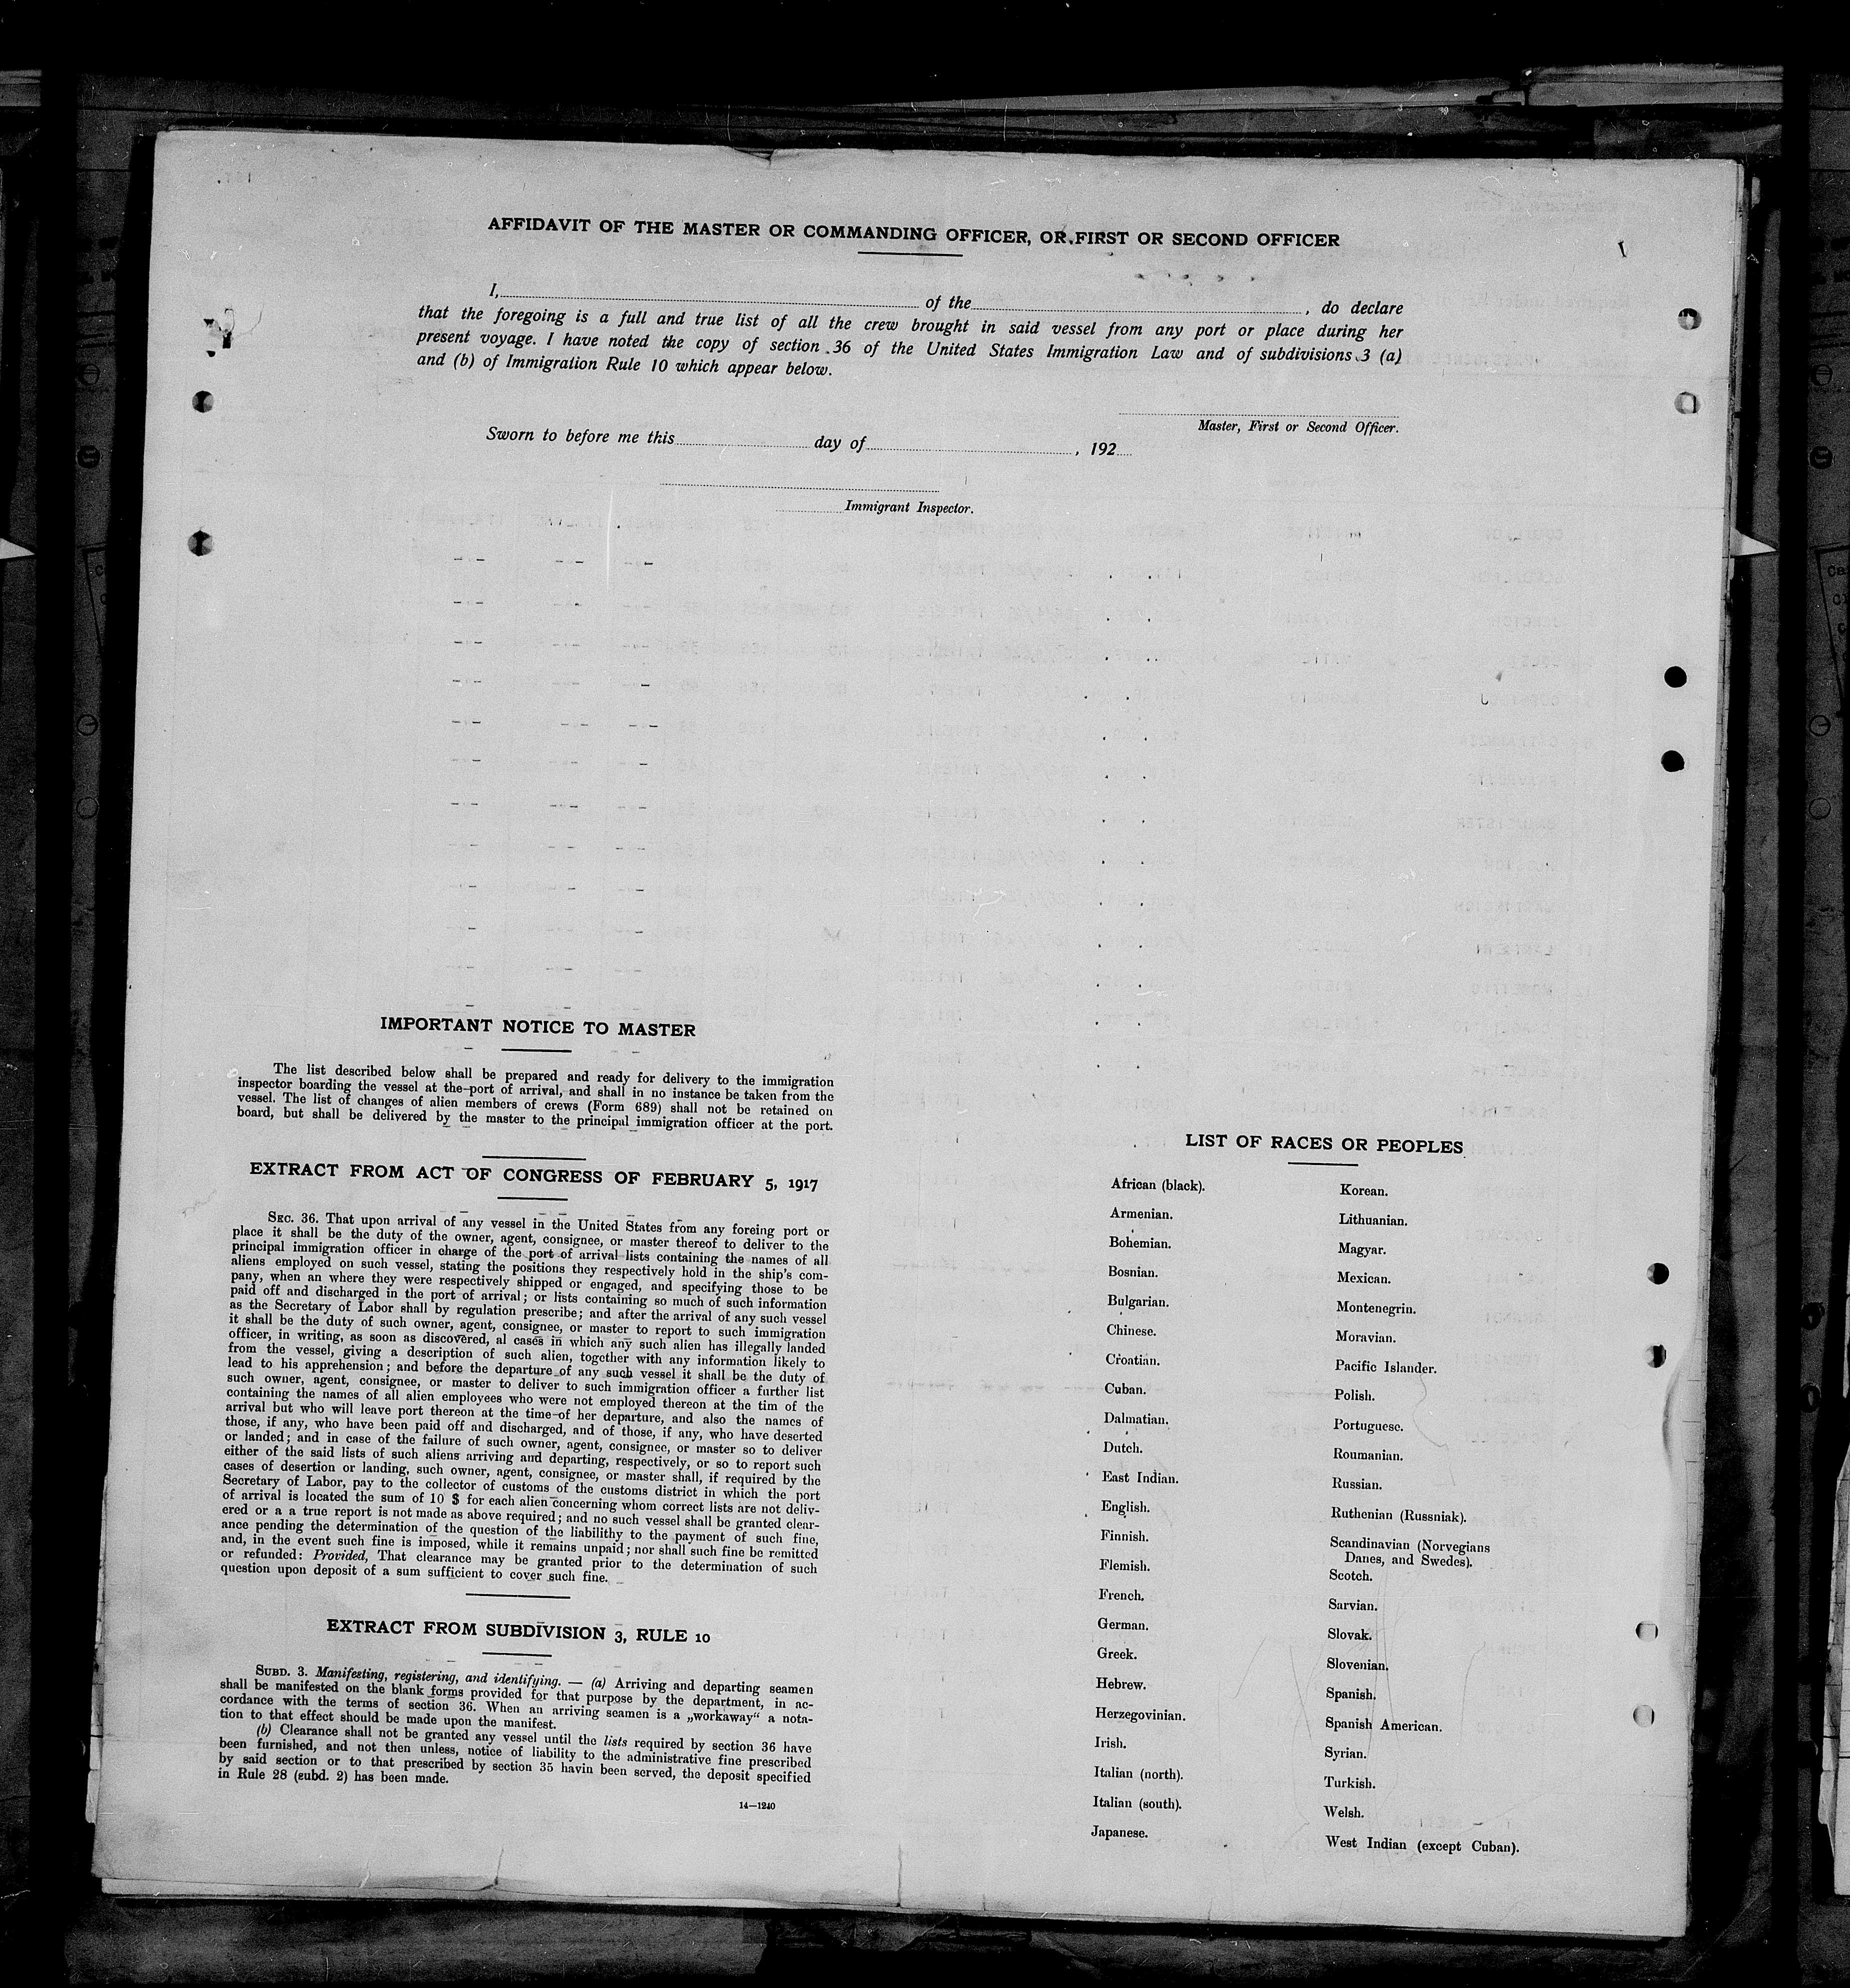 AFFIDAVIT OF THE MASTER OR COMMANDING OFFICER, OR FIRST OR SECOND OFFICER
I, of the , do declare
that the foregoing is a full and true list of all the crew brought in said vessel from any port or place during her
present voyage. I have noted the copy of section 36 of the United States Immigration Law and of subdivisions 3 (a)
and (b) of Immigration Rule 10 which appear below.
Master, First or Second Officer.
Sworn to before me this day of , 192
Immigrant Inspector.
IMPORTANT NOTICE TO MASTER
The list described below shall be prepared and ready for delivery to the immigration
inspector boarding the vessel at the port of arrival, and shall in no instance be taken from the
vessel. The list of changes of alien members of crews (Form 689) shall not be retained on
board, but shall be delivered by the master to the principal immigration officer at the port.
EXTRACT FROM ACT OF CONGRESS OF FEBRUARY 5, 1917
SEC. 36. That upon arrival of any vessel in the United States from any foreing port or
place it shall be the duty of the owner, agent, consignee, or master thereof to deliver to the
principal immigration officer in charge of the port of arrival lists containing the names of all
aliens employed on such vessel, stating the positions they respectively hold in the ship's com-
pany, when an where they were respectively shipped or engaged, and specifying those to be
paid off and discharged in the port of arrival; or lists containing so much of such information
as the Secretary of Labor shall by regulation prescribe; and after the arrival of any such vessel
it shall be the duty of such owner, agent, consignee, or master to report to such immigration
officer, in writing, as soon as discovered, al cases in which any such alien has illegally landed
from the vessel, giving a description of such alien, together with any information likely to
lead to his apprehension; and before the departure of any such vessel it shall be the duty of
such owner, agent, consignee, or master to deliver to such immigration officer a further list
containing the names of all alien employees who were not employed thereon at the tim of the
arrival but who will leave port thereon at the time of her departure, and also the names of
those, if any, who have been paid off and discharged, and of those, if any, who have deserted
or landed; and in case of the failure of such owner, agent, consignee, or master so to deliver
either of the said lists of such aliens arriving and departing, respectively, or so to report such
cases of desertion or landing, such owner, agent, consignee, or master shall, if required by the
Secretary of Labor, pay to the collector of customs of the customs district in which the port
of arrival is located the sum of 10 $ for each alien concerning whom correct lists are not deliv-
ered or a a true report is not made as above required; and no such vessel shall be granted clear-
ance pending the determination of the question of the liabilithy to the payment of such fine,
and, in the event such fine is imposed, while it remains unpaid; nor shall such fine be remitted
or refunded: Provided, That clearance may be granted prior to the determination of such
question upon deposit of a sum sufficient to cover such fine.
EXTRACT FROM SUBDIVISION 3, RULE 10
SUBD. 3. Manifesting, registering, and identifying. — (a) Arriving and departing seamen
shall be manifested on the blank forms provided for that purpose by the department, in ac-
cordance with the terms of section 36. When an arriving seamen is a „workaway“ a nota-
tion to that effect should be made upon the manifest.
(b) Clearance shall not be granted any vessel until the lists required by section 36 have
been furnished, and not then unless, notice of liability to the administrative fine prescribed
by said section or to that prescribed by section 35 havin been served, the deposit specified
in Rule 28 (subd. 2) has been made.
14—1240
LIST OF RACES OR PEOPLES
African (black).
Armenian.
Bohemian.
Bosnian.
Bulgarian.
Chinese.
Croatian.
Cuban.
Dalmatian.
Dutch.
East Indian.
English.
Finnish.
Flemish.
French.
German.
Greek.
Hebrew.
Herzegovinian.
Irish.
Italian (north).
Italian (south).
Japanese.
Korean.
Lithuanian.
Magyar.
Mexican.
Montenegrin.
Moravian.
Pacific Islander.
Polish.
Portuguese.
Roumanian.
Russian.
Ruthenian (Russniak).
Scandinavian (Norvegians
Danes, and Swedes).
Scotch.
Sarvian.
Slovak.
Slovenian.
Spanish.
Spanish American.
Syrian.
Turkish.
Welsh.
West Indian (except Cuban).